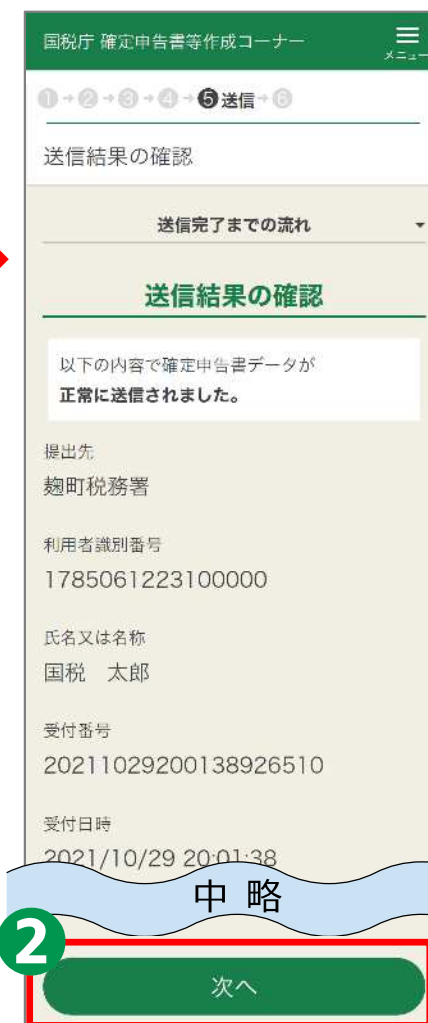 国税庁 確定申告書等作成コーナー
メニュー
1→2→3→4→5送信→6
送信結果の確認
送信完了までの流れ
送信結果の確認
以下の内容で確定申告書データが
正常に送信されました。
提出先
麹町税務署
利用者識別番号
1785061223100000
氏名又は名称
国税　太郎
受付番号
20211029200138926510
受付日時
2021/10/29 20:01:38
中 略
2
次へ